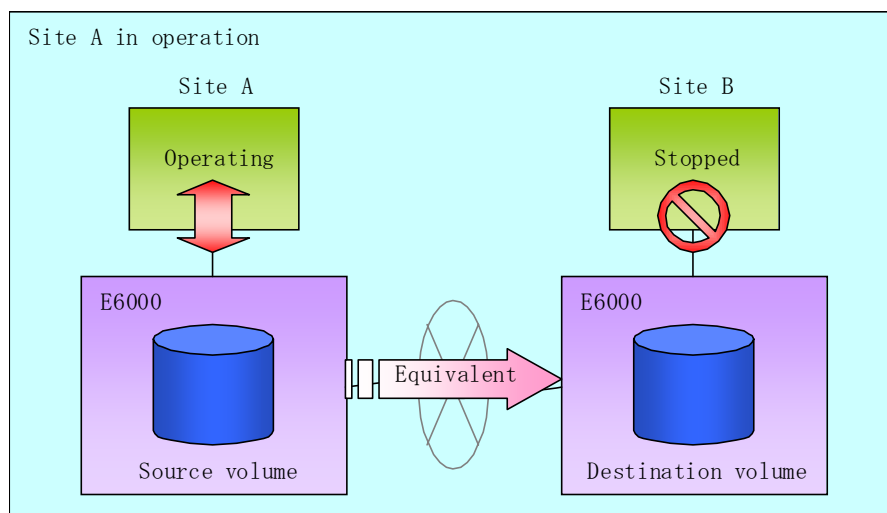 Site A in operation
Site A
Site B
Operating
Stopped
E6000
E6000
Equivalent
Source volume
Destination volume